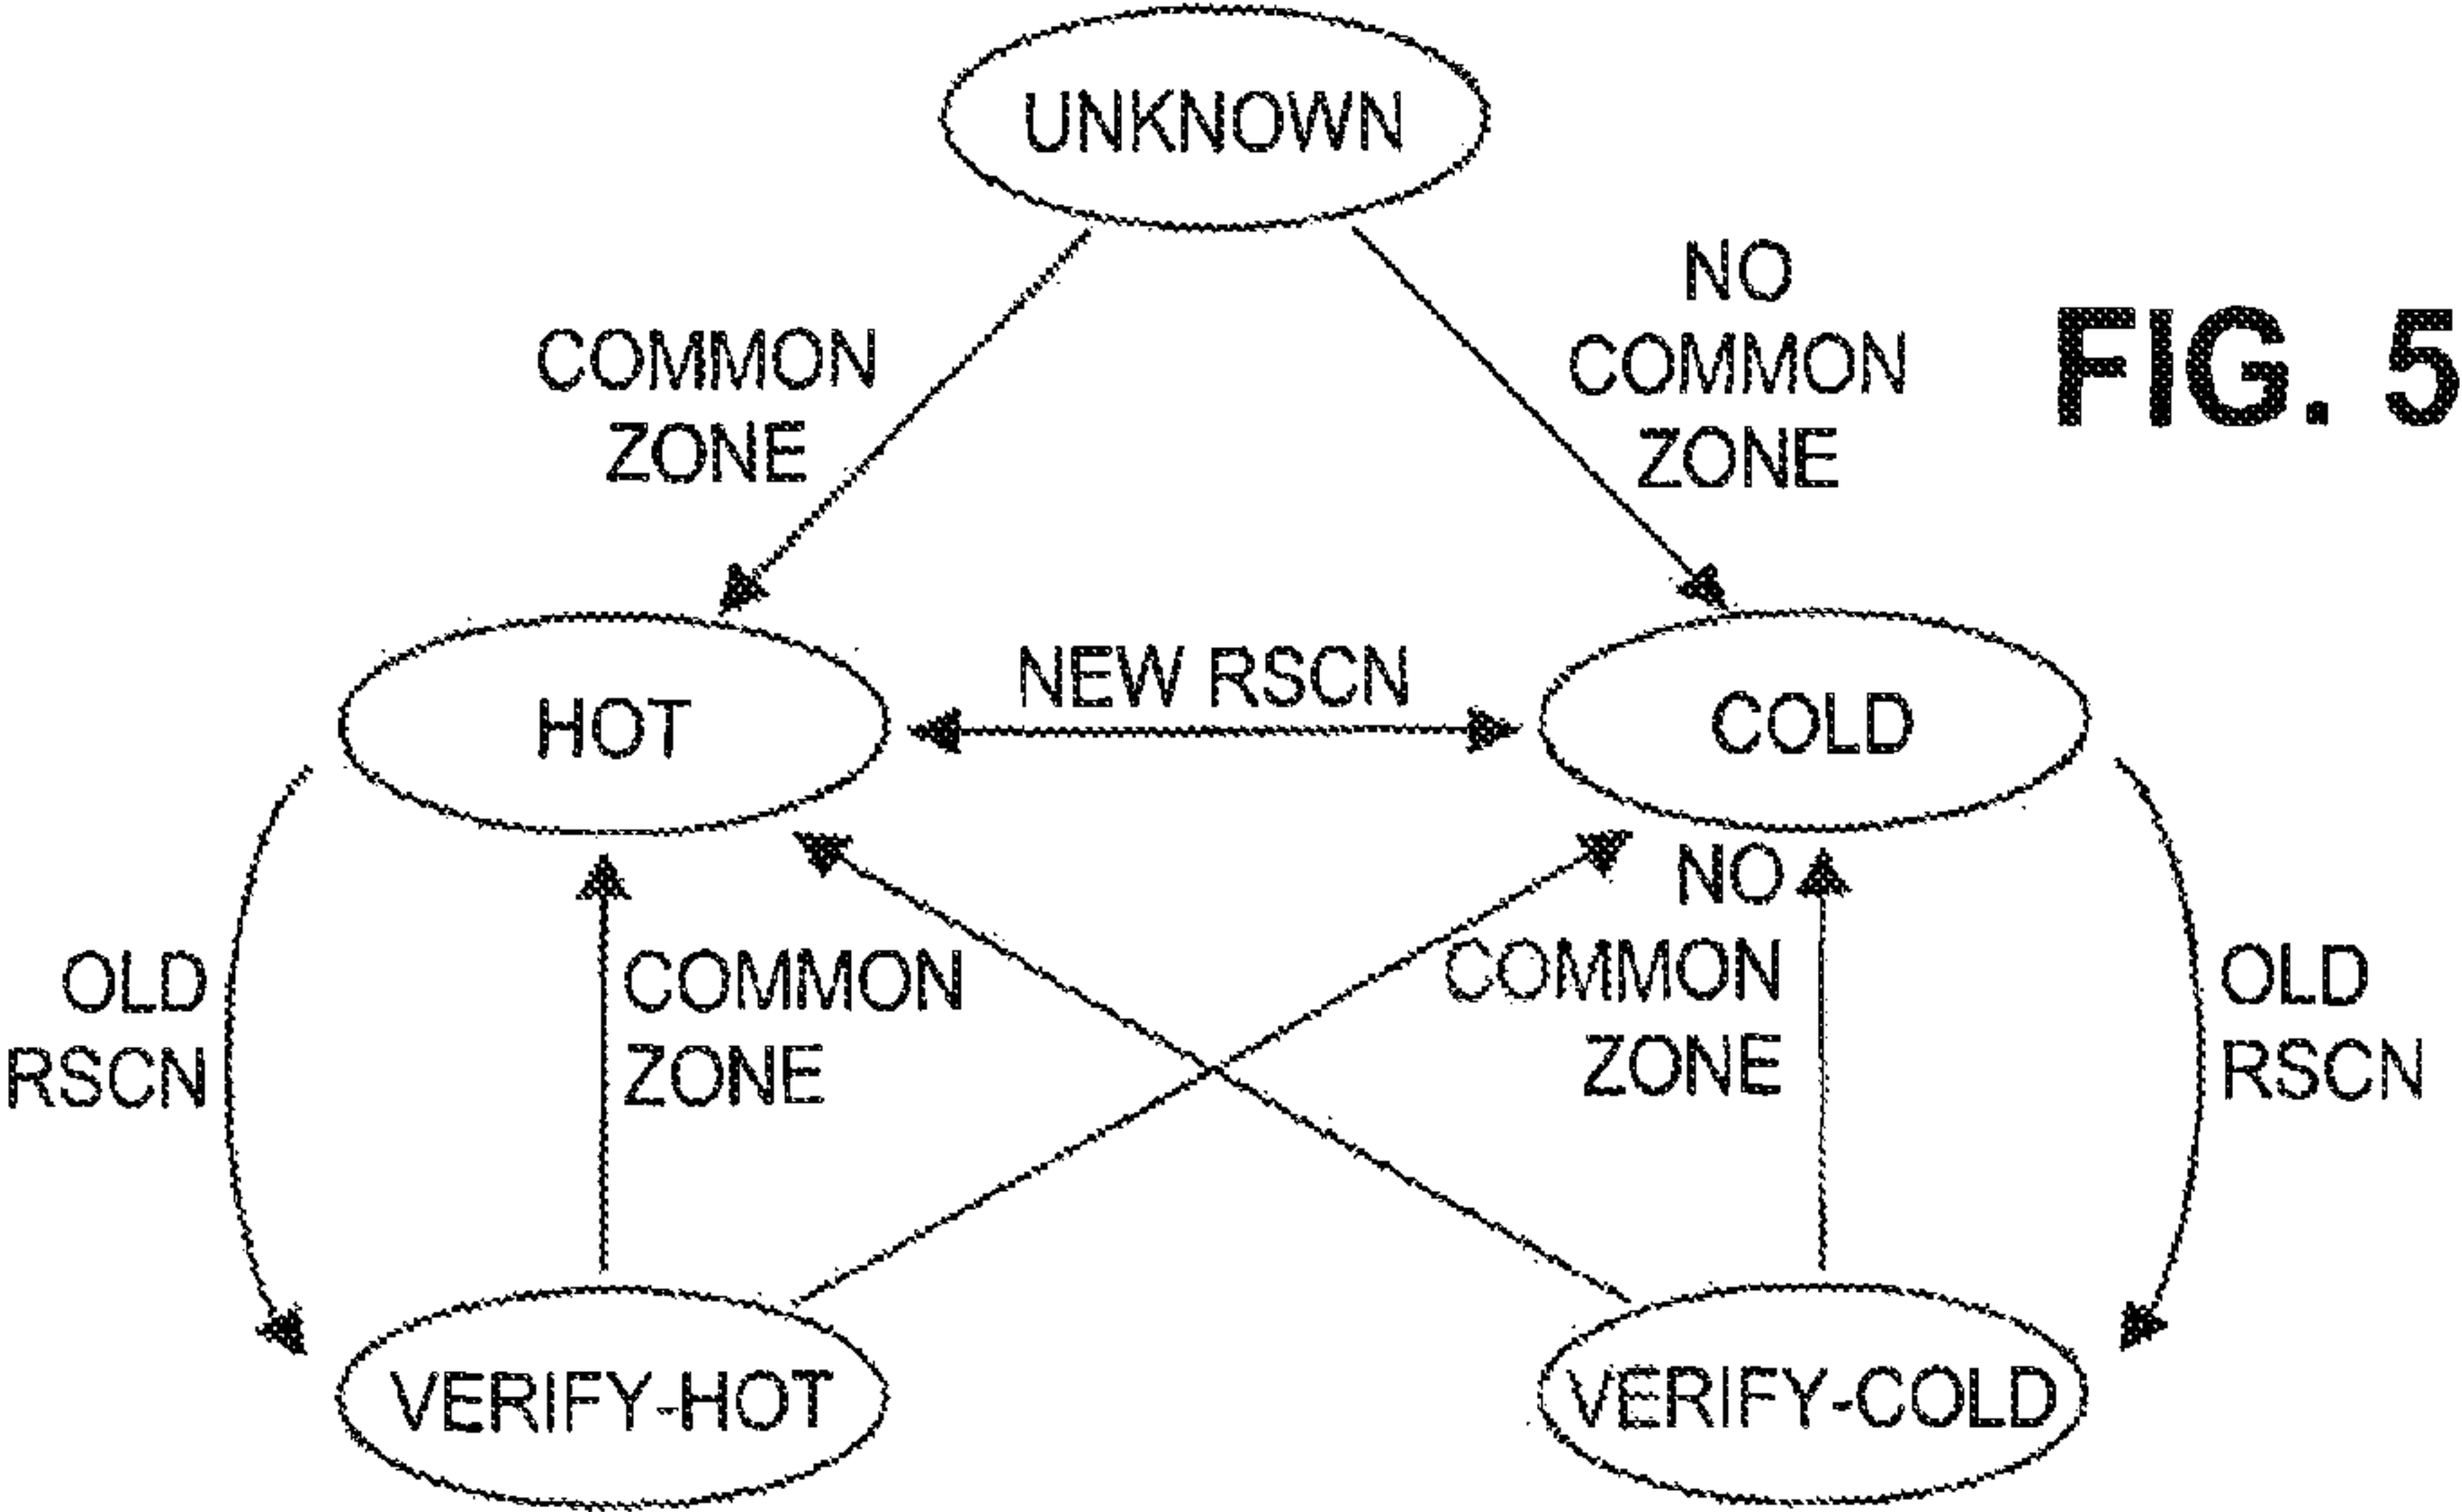 UNKNOWN
COMMON
ZONE
NO
COMMON
ZONE
FIG. 5
HOT
NEW RSCN
COLD
OLD
RSCN
COMMON
ZONE
NO
COMMON
ZONE
OLD
RSCN
VERIFY-HOT
VERIFY-COLD